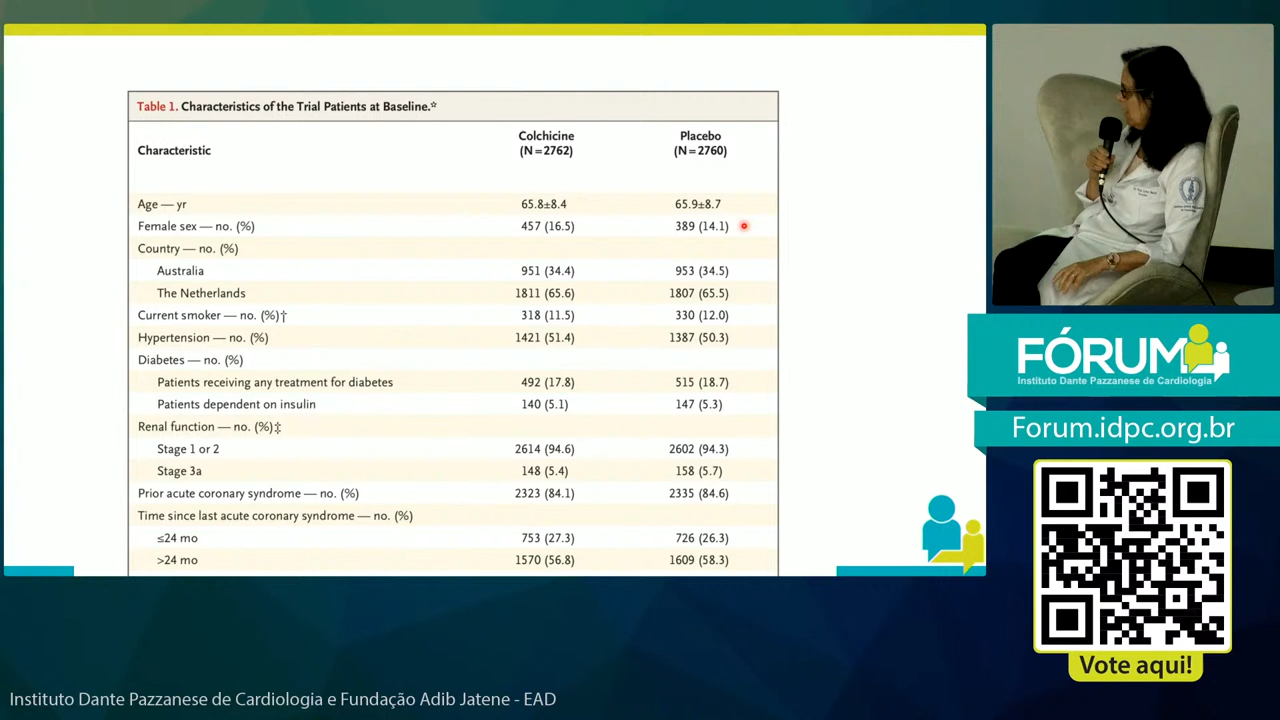 Table 1. Characteristics of the Trial Patients at Baseline.*
Characteristic Colchicine (N=2762) Placebo (N=2760)
Age — yr 65.8±8.4 65.9±8.7
Female sex — no. (%) 457 (16.5) 389 (14.1)
Country — no. (%)
Australia 951 (34.4) 953 (34.5)
The Netherlands 1811 (65.6) 1807 (65.5)
Current smoker — no. (%)† 318 (11.5) 330 (12.0)
Hypertension — no. (%) 1421 (51.4) 1387 (50.3)
Diabetes — no. (%)
Patients receiving any treatment for diabetes 492 (17.8) 515 (18.7)
Patients dependent on insulin 140 (5.1) 147 (5.3)
Renal function — no. (%)‡
Stage 1 or 2 2614 (94.6) 2602 (94.3)
Stage 3a 148 (5.4) 158 (5.7)
Prior acute coronary syndrome — no. (%) 2323 (84.1) 2335 (84.6)
Time since last acute coronary syndrome — no. (%)
≤24 mo 753 (27.3) 726 (26.3)
>24 mo 1570 (56.8) 1609 (58.3)
FÓRUM
Instituto Dante Pazzanese de Cardiologia
Forum.idpc.org.br
Vote aqui!
Instituto Dante Pazzanese de Cardiologia e Fundação Adib Jatene - EAD